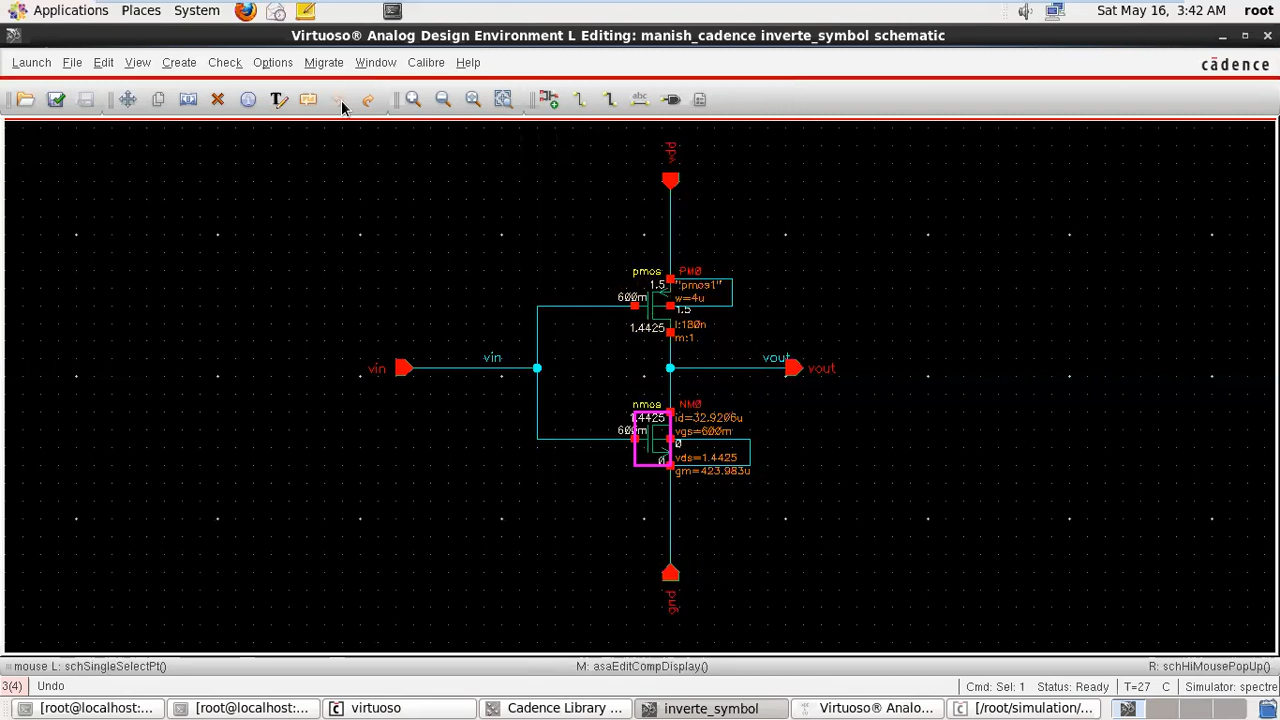 Applications Places System Sat May 16, 3:42 AM root
Virtuoso® Analog Design Environment L Editing: manish_cadence inverte_symbol schematic
Launch File Edit View Create Check Options Migrate Window Calibre Help cādence
abc
vdd
pmos PM0
1.5 "pmos1"
600m w=4u
1.5
1.4425 l:180n
m:1
vin vout
vin vout
nmos NM0
1.4425 id=32.9206u
600m vgs=600m
0
0 vds=1.4425
gm=423.983u
gnd
mouse L: schSingleSelectPt() M: asaEditCompDisplay() R: schHiMousePopUp()
3(4) Undo Cmd: Sel: 1 Status: Ready T=27 C Simulator: spectre
[root@localhost:... [root@localhost:... virtuoso Cadence Library ... inverte_symbol Virtuoso® Analo... [/root/simulation/...